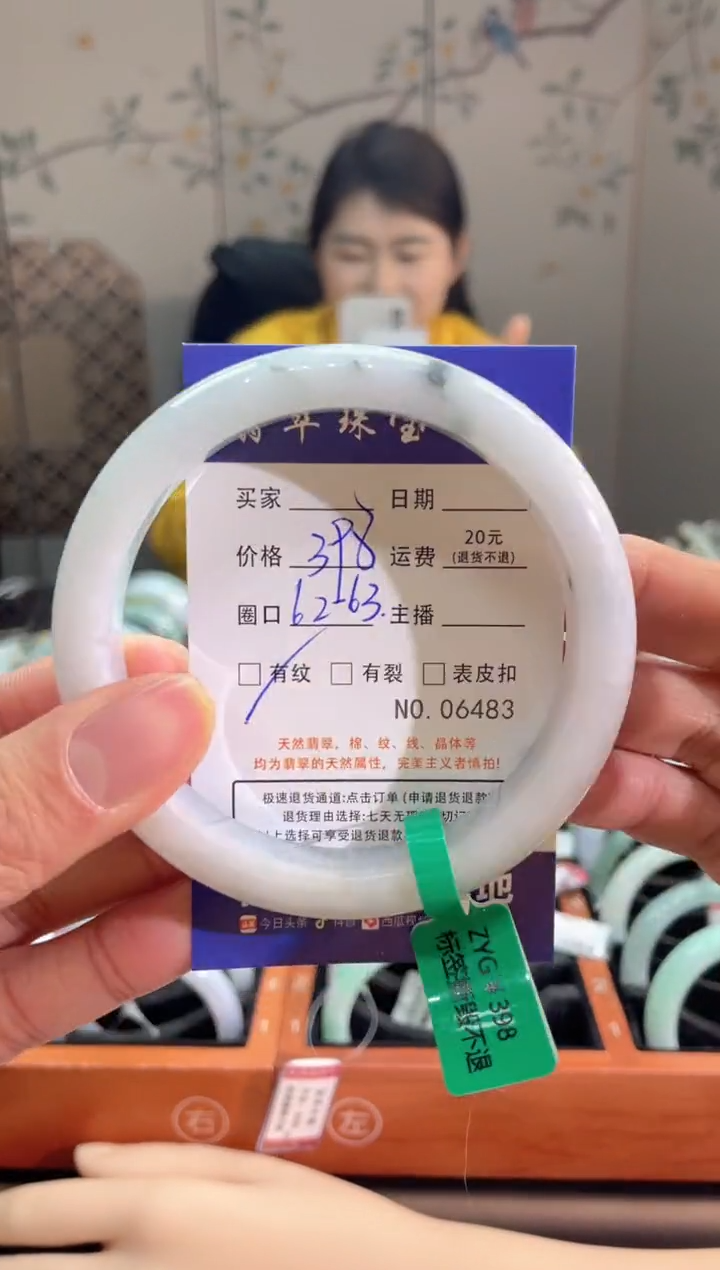 翡翠珠宝
买家 日期
价格 398 运费 20元
(退货不退)
圈口 62-63. 主播
□有纹 □有裂 □表皮扣
NO. 06483
天然翡翠，棉、纹、线、晶体等
均为翡翠的天然属性，完美主义者慎拍!
极速退货通道:点击订单(申请退货退款
退货理由选择:七天无理
以上选择可享受退货退款
今日头条 抖音 西瓜视频
ZYG ¥398
标签撕毁不退
右 左